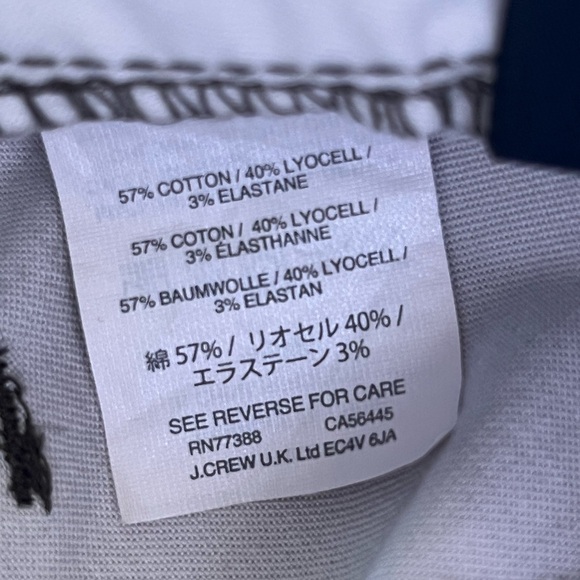 57% COTTON / 40% LYOCELL /
3% ELASTANE
57% COTON / 40% LYOCELL /
3% ÉLASTHANNE
57% BAUMWOLLE / 40% LYOCELL /
3% ELASTAN
綿 57% / リオセル 40% /
エラステーン 3%
SEE REVERSE FOR CARE
RN77388 CA56445
J.CREW U.K. Ltd EC4V 6JA